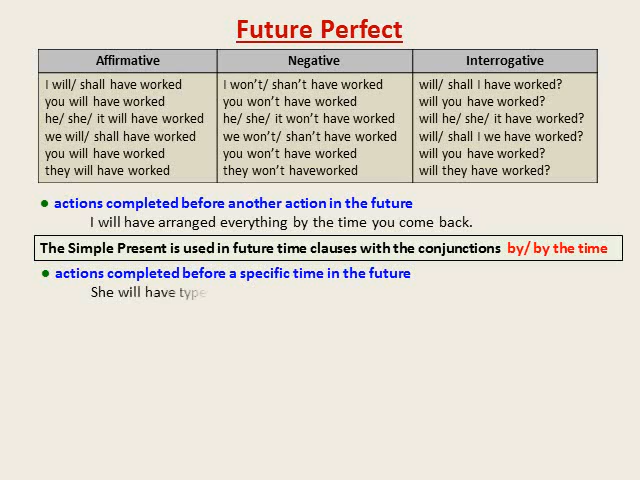 Future Perfect
Affirmative Negative Interrogative
I will/ shall have worked I won't/ shan't have worked will/ shall I have worked?
you will have worked you won't have worked will you have worked?
he/ she/ it will have worked he/ she/ it won't have worked will he/ she/ it have worked?
we will/ shall have worked we won't/ shan't have worked will/ shall I we have worked?
you will have worked you won't have worked will you have worked?
they will have worked they won't haveworked will they have worked?
● actions completed before another action in the future
I will have arranged everything by the time you come back.
The Simple Present is used in future time clauses with the conjunctions by/ by the time
● actions completed before a specific time in the future
She will have type